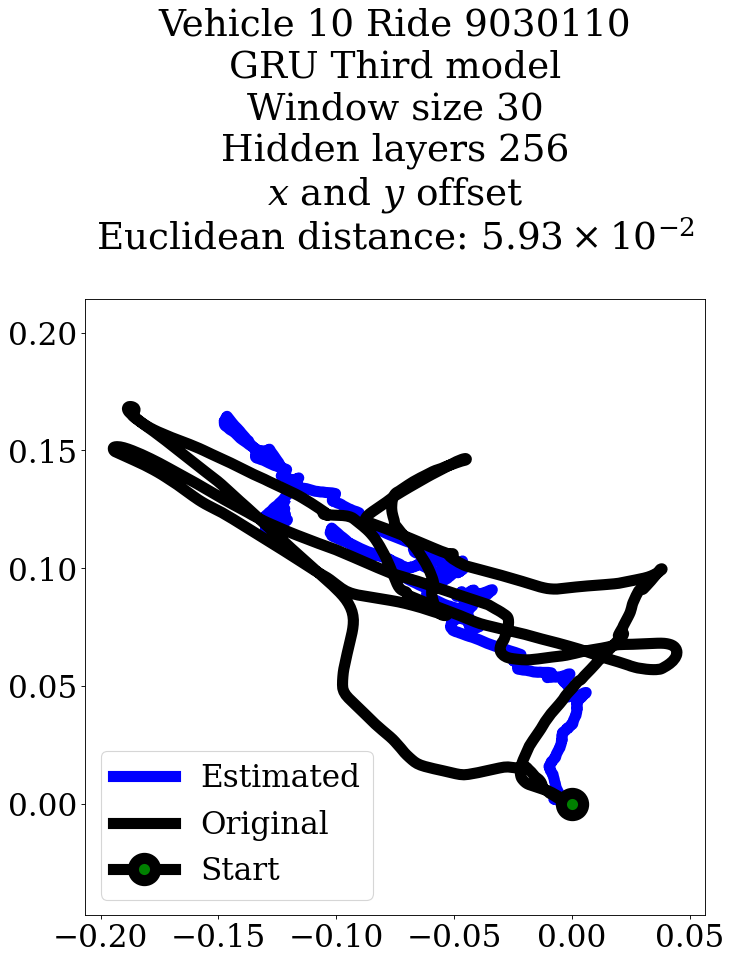 Vehicle 10 Ride 9030110
GRU Third model
Window size 30
Hidden layers 256
x and y offset
Euclidean distance: 5.93 × 10⁻²
0.20
0.15
0.10
0.05
0.00
Estimated
Original
Start
−0.20 −0.15 −0.10 −0.05 0.00 0.05